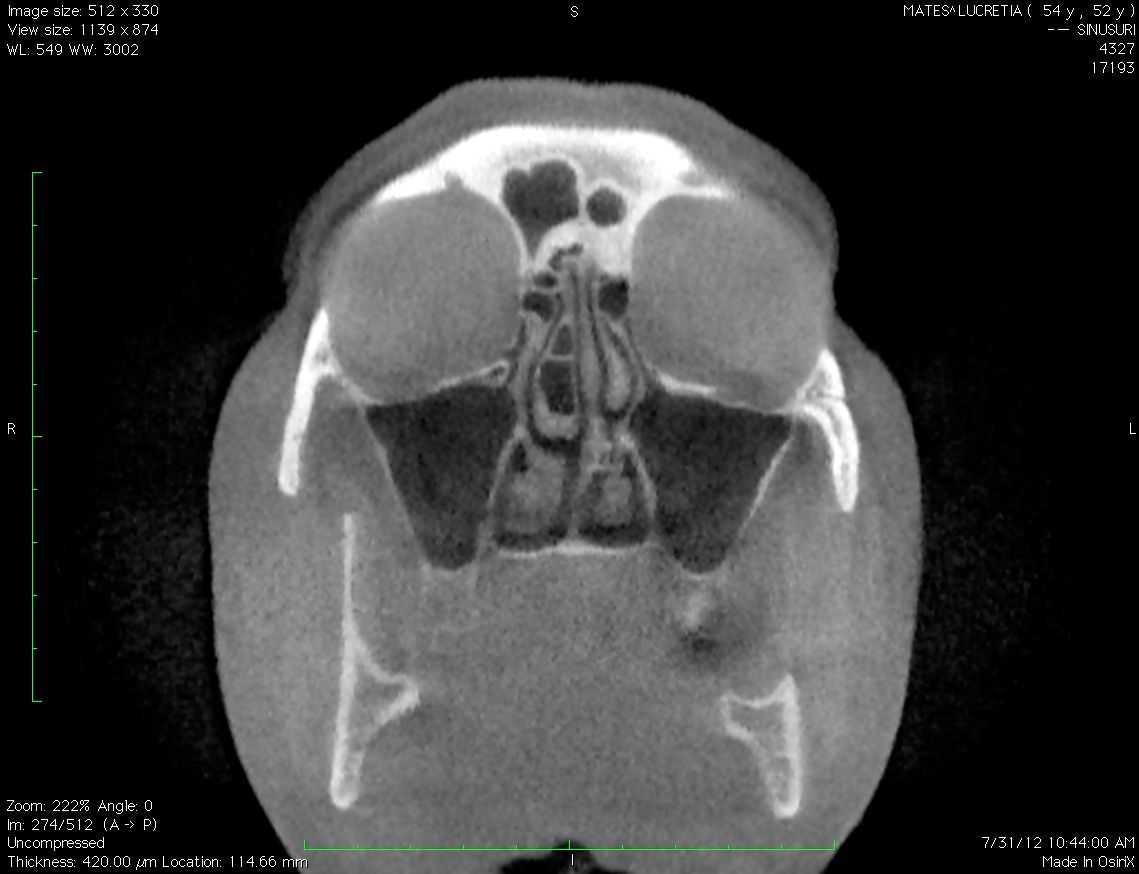 Image size: 512 x 330
View size: 1139 x 874
WL: 549 WW: 3002
S
MATES^LUCRETIA ( 54 y , 52 y )
-- SINUSURI
4327
17193
R
L
Zoom: 222% Angle: 0
Im: 274/512 (A -> P)
Uncompressed
Thickness: 420.00 µm Location: 114.66 mm
I
7/31/12 10:44:00 AM
Made In OsiriX